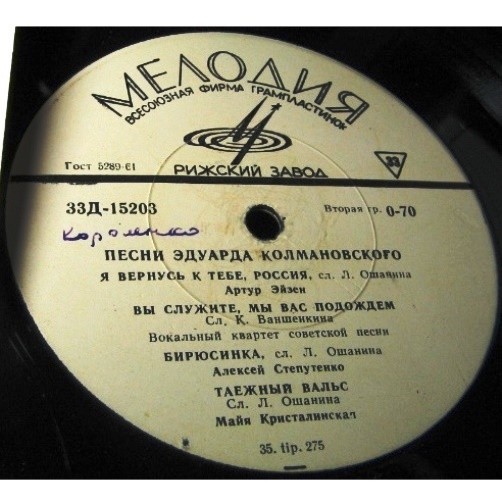 МЕЛОДИЯ
ВСЕСОЮЗНАЯ ФИРМА ГРАМПЛАСТИНОК
Гост 5289-61
РИЖСКИЙ ЗАВОД
33
33Д-15203
Вторая гр. 0-70
Короленко
ПЕСНИ ЭДУАРДА КОЛМАНОВСКОГО
Я ВЕРНУСЬ К ТЕБЕ, РОССИЯ, сл. Л. Ошанина
Артур Эйзен
ВЫ СЛУЖИТЕ, МЫ ВАС ПОДОЖДЕМ
Сл. К. Ваншенкина
Вокальный квартет советской песни
БИРЮСИНКА, сл. Л. Ошанина
Алексей Степутенко
ТАЕЖНЫЙ ВАЛЬС
Сл. Л. Ошанина
Майя Кристалинская
35. tip. 275